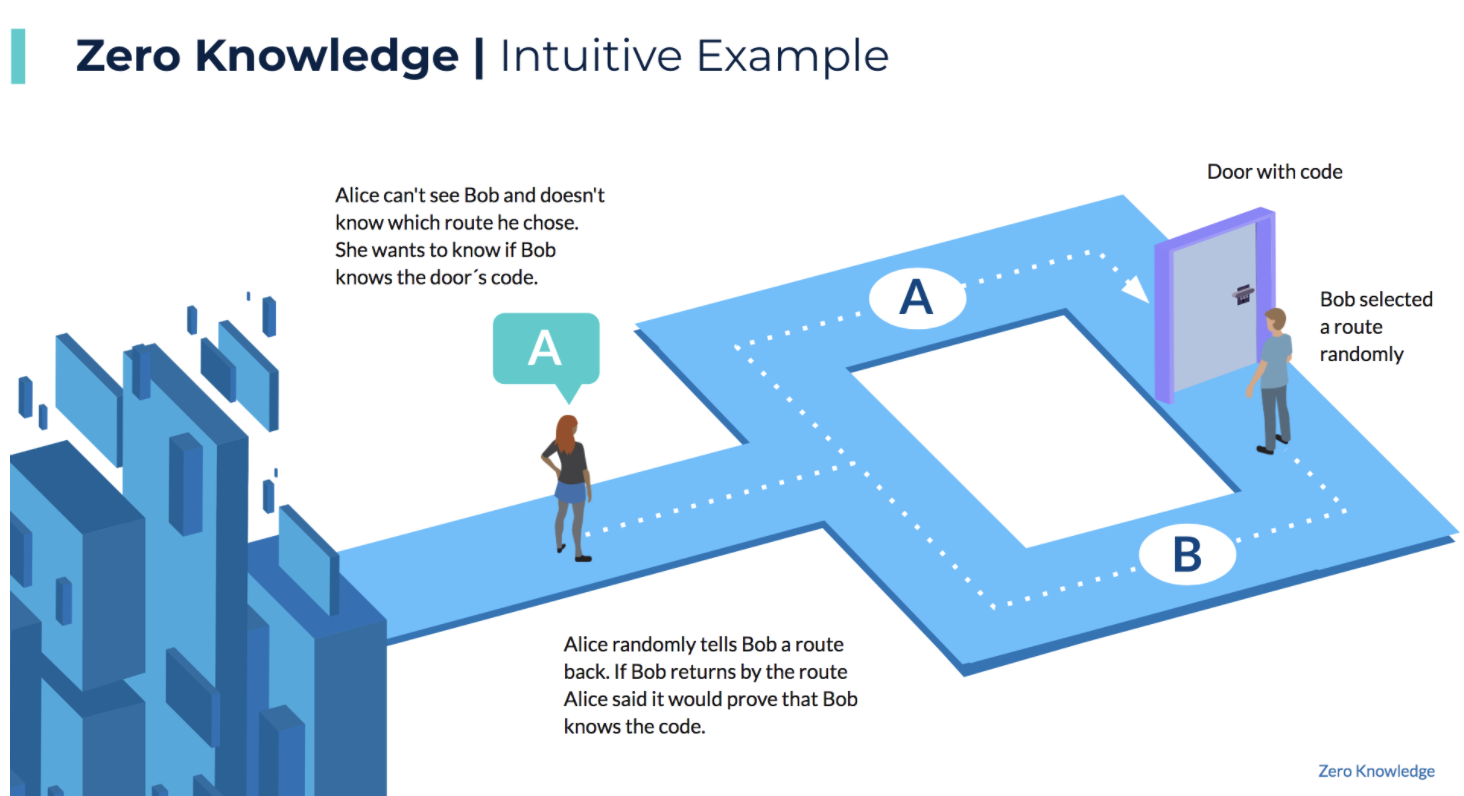 Zero Knowledge | Intuitive Example
Door with code
Alice can't see Bob and doesn't
know which route he chose.
She wants to know if Bob
knows the door´s code.
A
A
Bob selected
a route
randomly
B
Alice randomly tells Bob a route
back. If Bob returns by the route
Alice said it would prove that Bob
knows the code.
Zero Knowledge